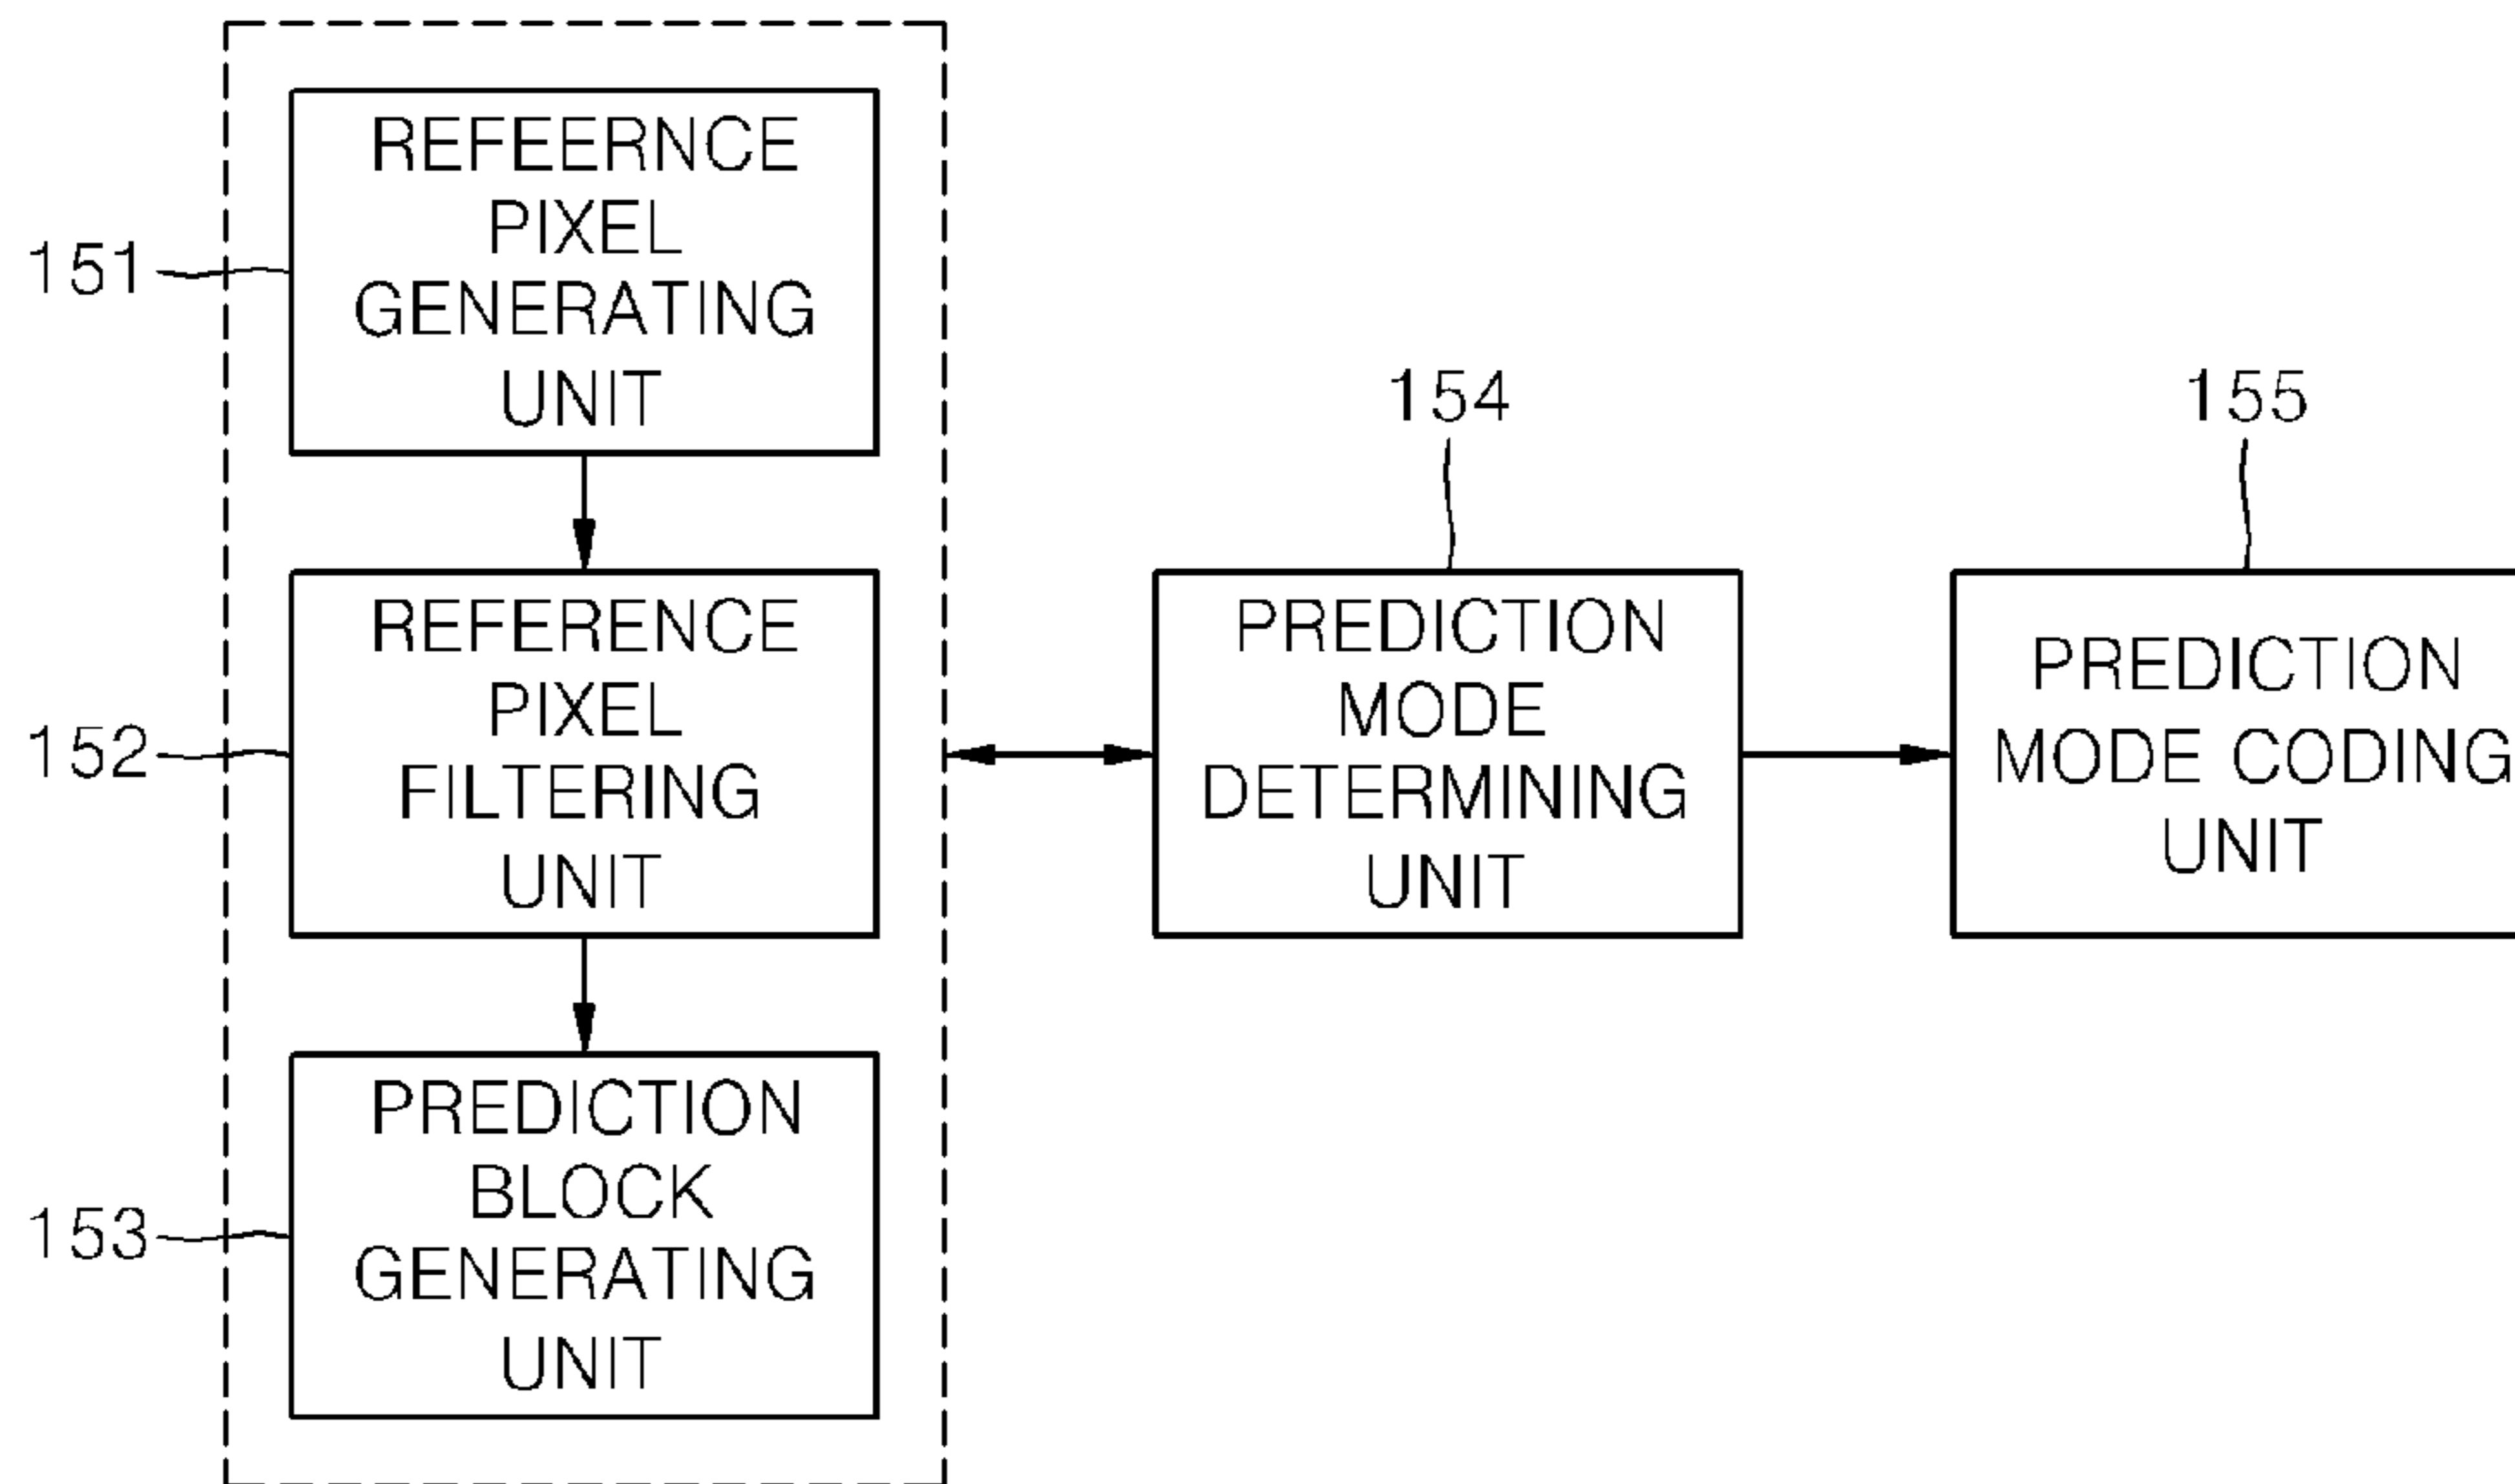 151
REFEERNCE
PIXEL
GENERATING
UNIT
152
REFERENCE
PIXEL
FILTERING
UNIT
153
PREDICTION
BLOCK
GENERATING
UNIT
154
PREDICTION
MODE
DETERMINING
UNIT
155
PREDICTION
MODE CODING
UNIT